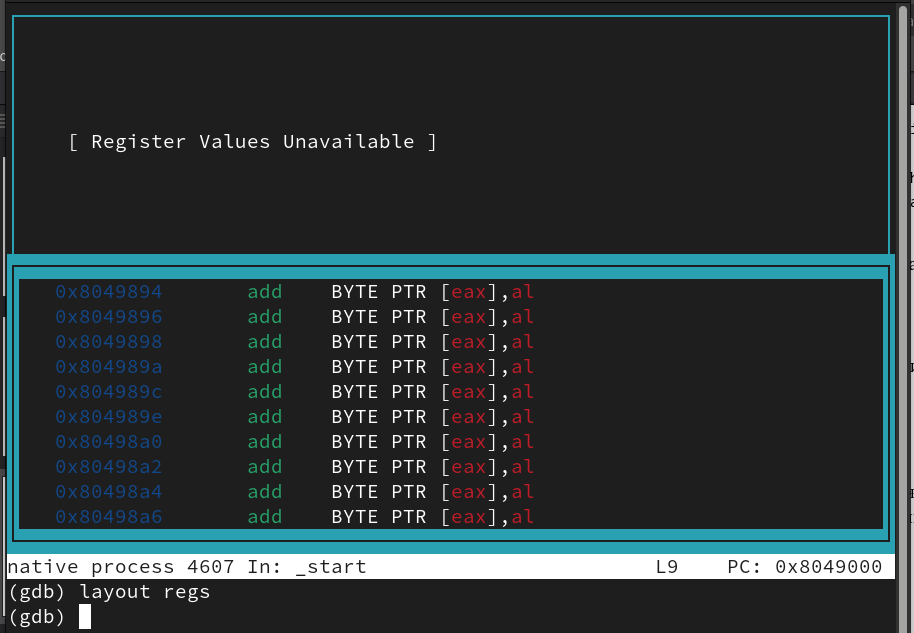 [ Register Values Unavailable ]
0x8049894 add BYTE PTR [eax],al
0x8049896 add BYTE PTR [eax],al
0x8049898 add BYTE PTR [eax],al
0x804989a add BYTE PTR [eax],al
0x804989c add BYTE PTR [eax],al
0x804989e add BYTE PTR [eax],al
0x80498a0 add BYTE PTR [eax],al
0x80498a2 add BYTE PTR [eax],al
0x80498a4 add BYTE PTR [eax],al
0x80498a6 add BYTE PTR [eax],al
native process 4607 In: _start L9 PC: 0x8049000
(gdb) layout regs
(gdb)